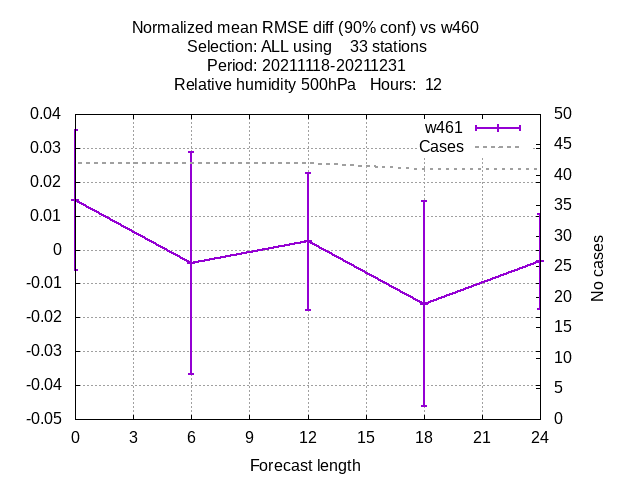 Normalized mean RMSE diff (90% conf) vs w460
Selection: ALL using    33 stations
Period: 20211118-20211231
Relative humidity 500hPa   Hours:  12
0.04
0.03
0.02
0.01
0
-0.01
-0.02
-0.03
-0.04
-0.05
50
45
40
35
30
25
20
15
10
5
0
w461
Cases
No cases
0 3 6 9 12 15 18 21 24
Forecast length